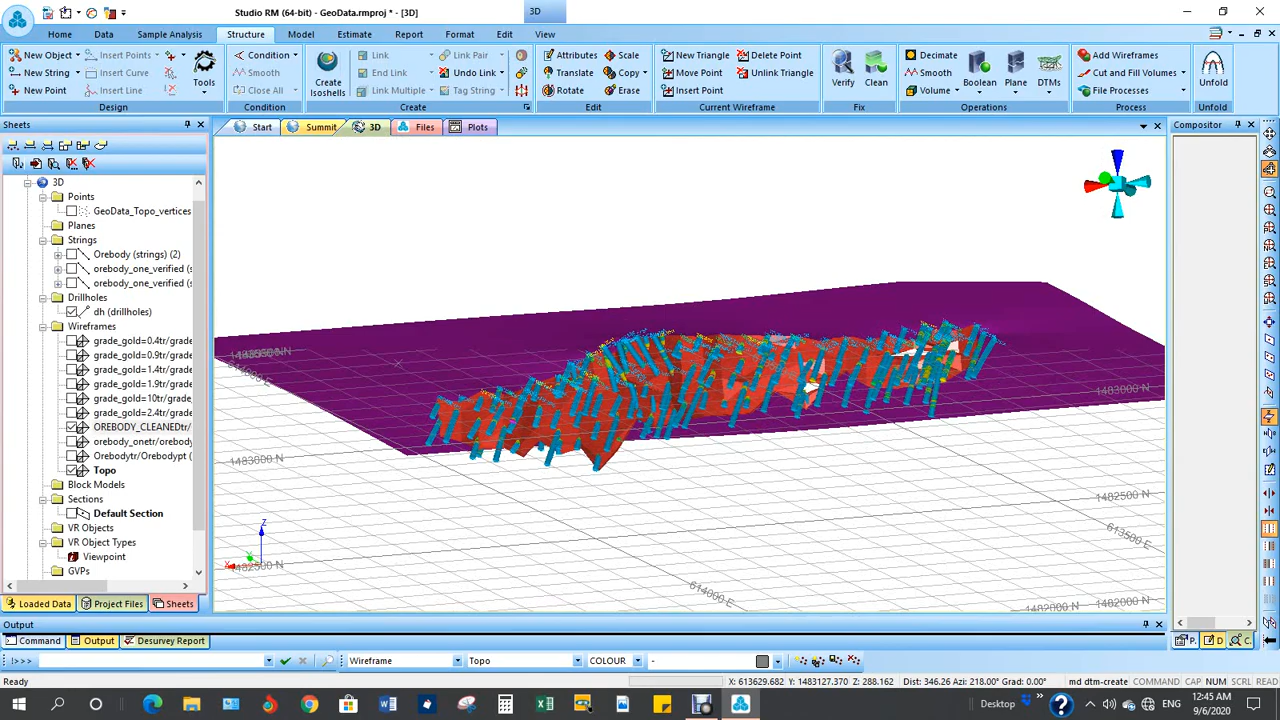 Studio RM (64-bit) - GeoData.rmproj * - [3D]
3D
Home Data Sample Analysis Structure Model Estimate Report Format Edit View
New Object Insert Points Condition Link Link Pair Attributes Scale New Triangle Delete Point Decimate Add Wireframes
New String Insert Curve Smooth End Link Undo Link Translate Copy Move Point Unlink Triangle Smooth Cut and Fill Volumes
New Point Insert Line Close All Link Multiple Tag String Rotate Erase Insert Point Volume File Processes
Tools Create Isoshells Verify Clean Boolean Plane DTMs Unfold
Design Condition Create Edit Current Wireframe Fix Operations Process Unfold
Sheets
Start Summit 3D Files Plots
Compositor
3D
Points
GeoData_Topo_vertices
Planes
Strings
Orebody (strings) (2)
orebody_one_verified (s
orebody_one_verified (s
Drillholes
dh (drillholes)
Wireframes
grade_gold=0.4tr/grade
grade_gold=0.9tr/grade
grade_gold=1.4tr/grade
grade_gold=1.9tr/grade
grade_gold=10tr/grade_
grade_gold=2.4tr/grade
OREBODY_CLEANEDtr/
orebody_onetr/orebody
Orebodytr/Orebodypt (
Topo
Block Models
Sections
Default Section
VR Objects
VR Object Types
Viewpoint
GVPs
1483000 N
1483000 N
1482500 N
613500 E
1482500 N
614000 E
1482000 N
1482000 N
Z
Y
X
Loaded Data Project Files Sheets
Output
Command Output Desurvey Report
P. D C.
!>>> Wireframe Topo COLOUR -
Ready
X: 613629.682 Y: 1483127.370 Z: 288.162 Dist: 346.26 Azi: 218.00° Grad: 0.00° md dtm-create COMMAND CAP NUM SCRL READ
Desktop ENG
12:45 AM
9/6/2020